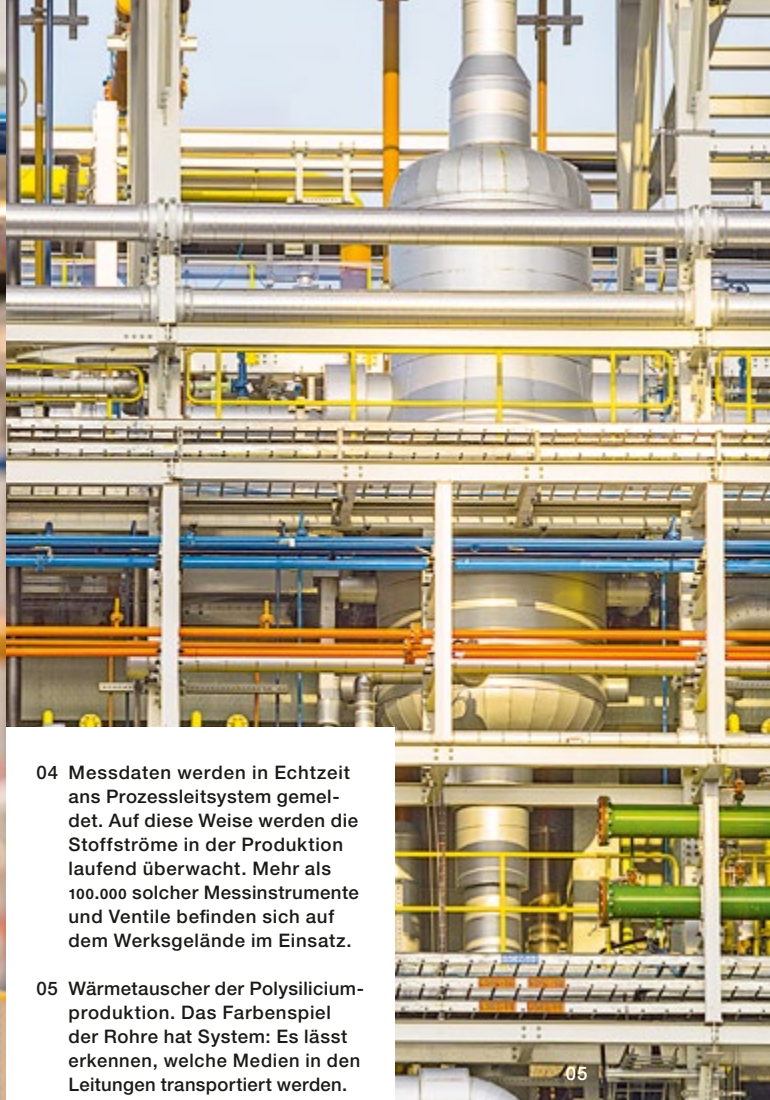 04 Messdaten werden in Echtzeit
ans Prozessleitsystem gemel-
det. Auf diese Weise werden die
Stoffströme in der Produktion
laufend überwacht. Mehr als
100.000 solcher Messinstrumente
und Ventile befinden sich auf
dem Werksgelände im Einsatz.
05 Wärmetauscher der Polysilicium-
produktion. Das Farbenspiel
der Rohre hat System: Es lässt
erkennen, welche Medien in den
Leitungen transportiert werden.
05